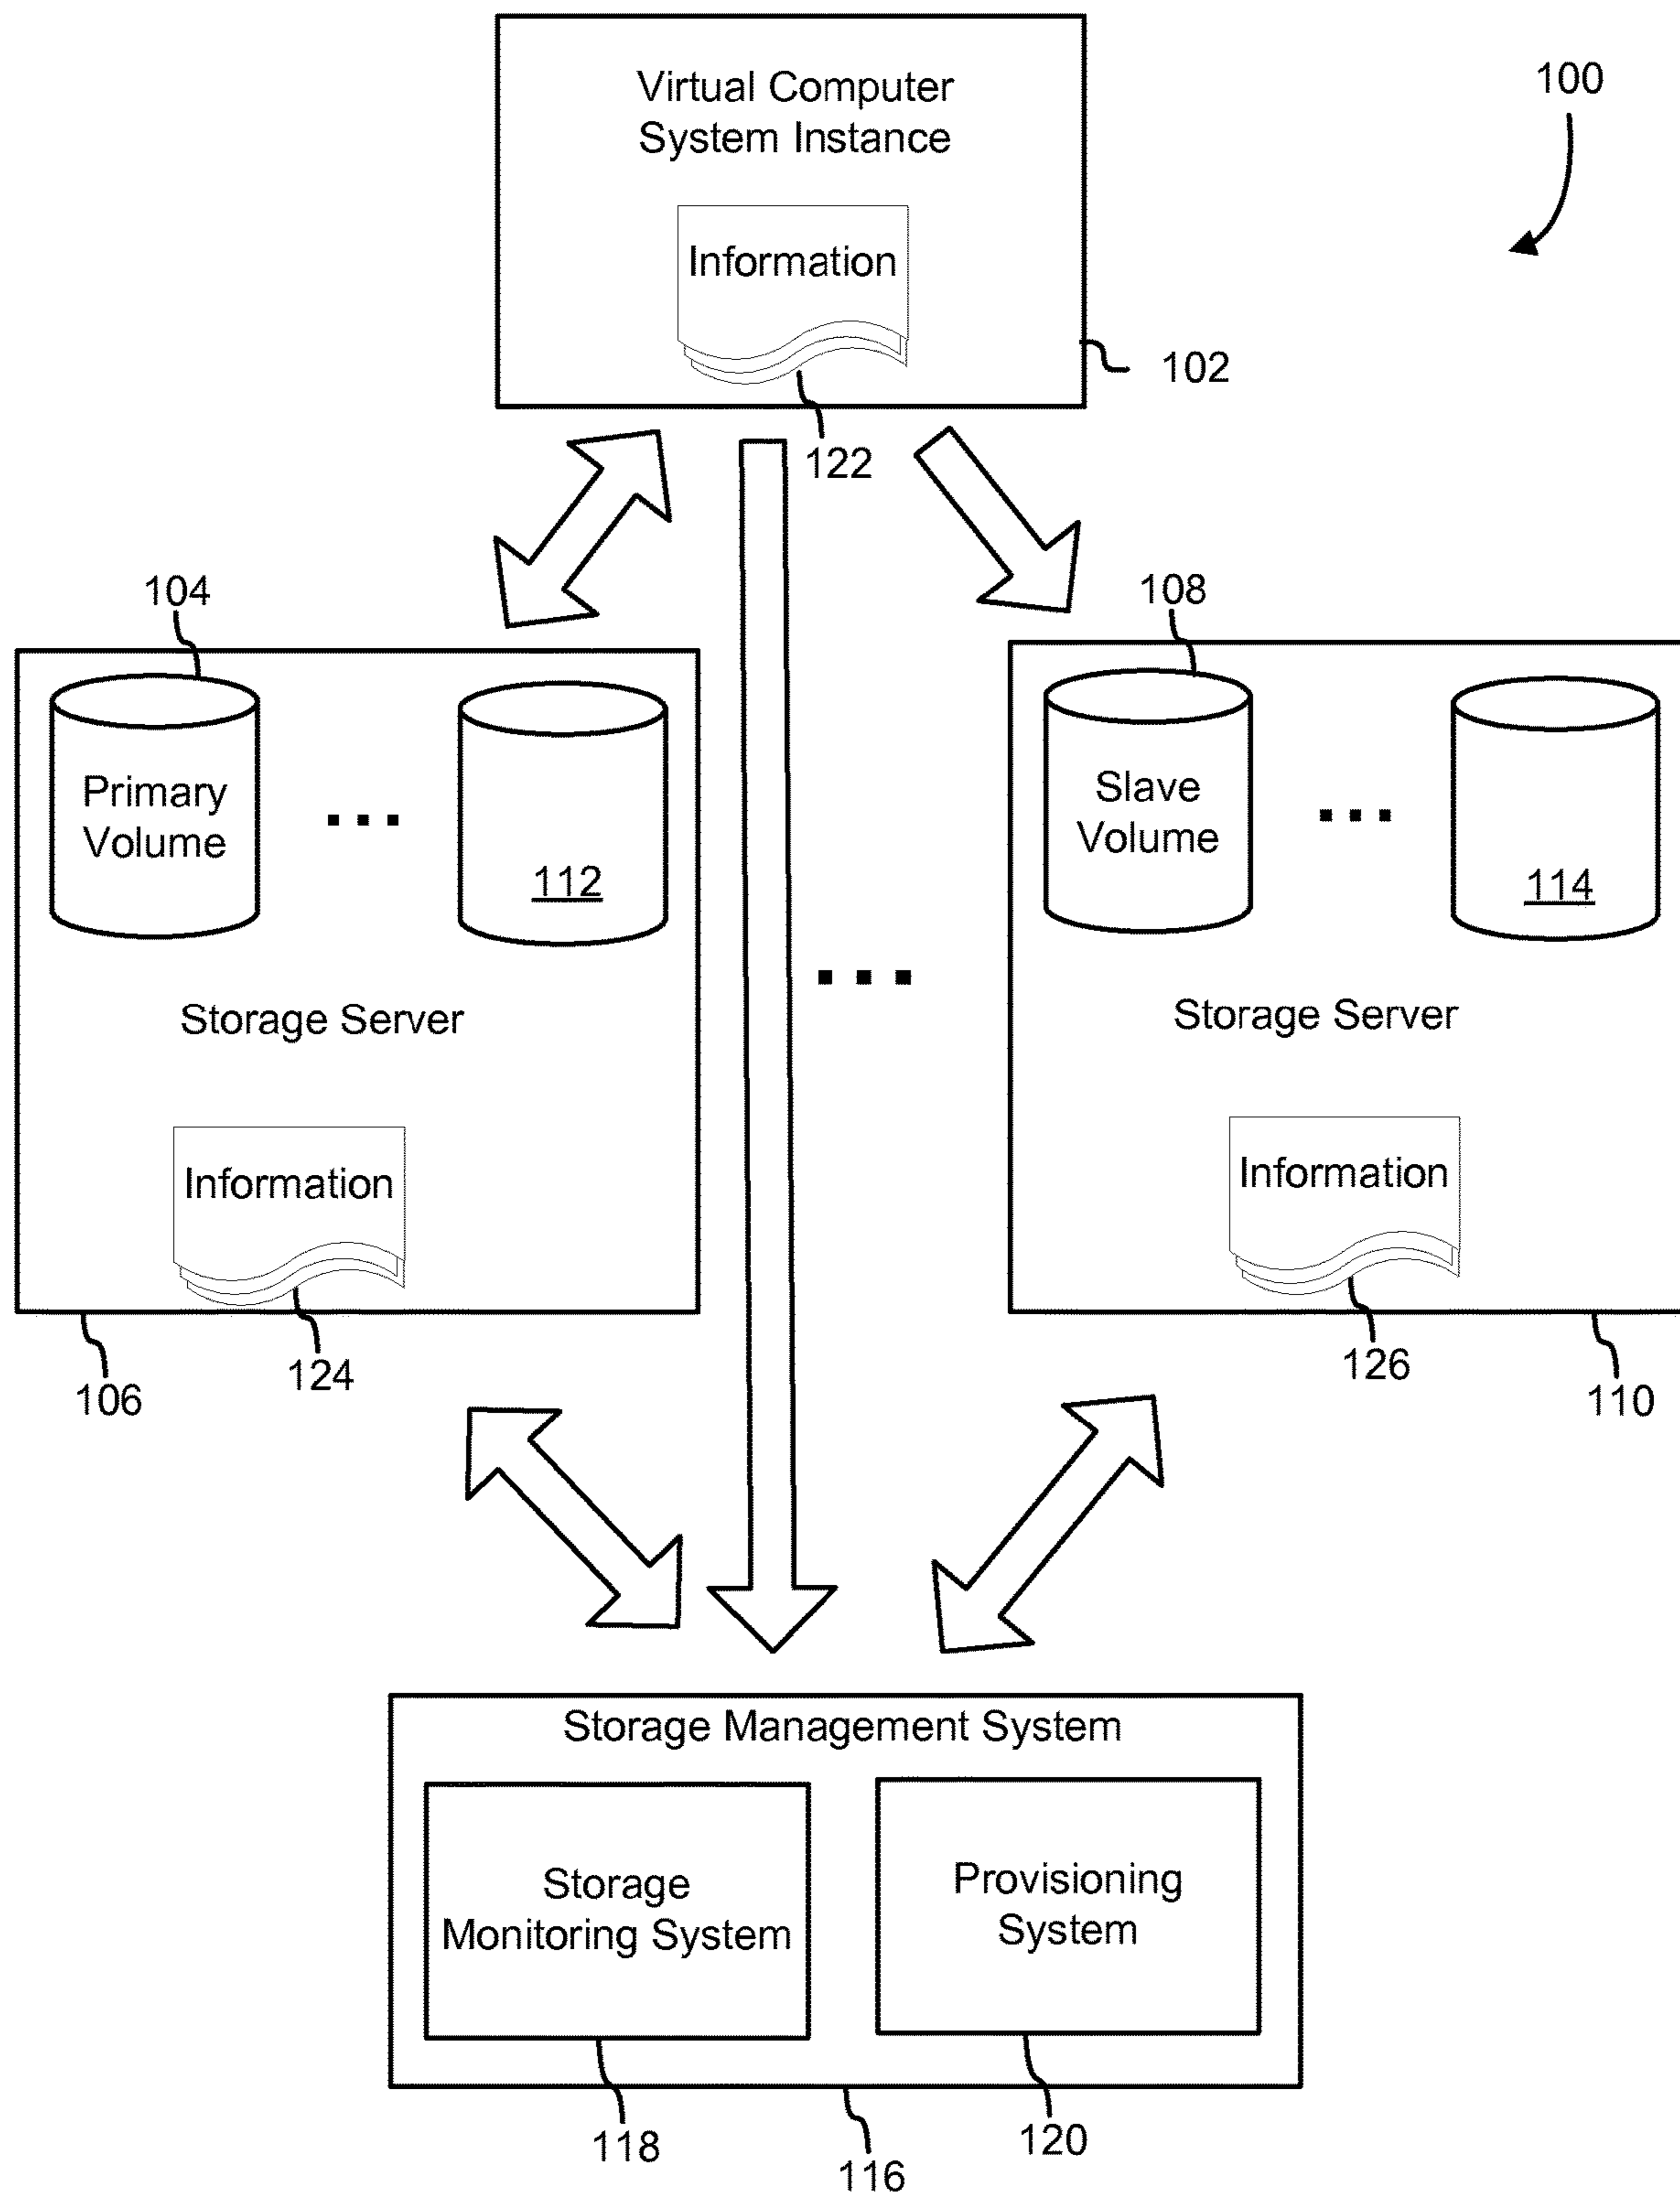 Virtual Computer
System Instance
Information
100
102
122
104
108
Primary
Volume
...
112
Slave
Volume
...
114
...
Storage Server
Storage Server
Information
Information
124
126
106
110
Storage Management System
Storage
Monitoring System
Provisioning
System
118
120
116